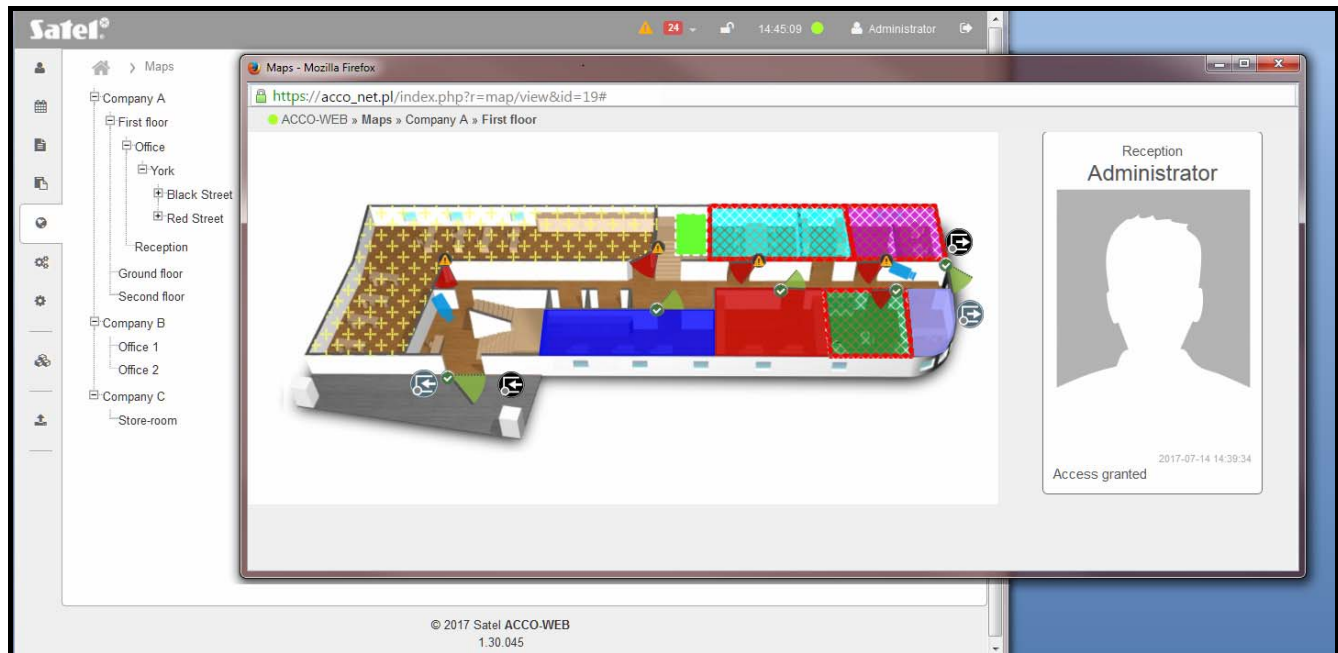 Satel®
24
14:45:09
Administrator
> Maps
Company A
First floor
Office
York
Black Street
Red Street
Reception
Ground floor
Second floor
Company B
Office 1
Office 2
Company C
Store-room
Maps - Mozilla Firefox
https://acco_net.pl/index.php?r=map/view&id=19#
ACCO-WEB » Maps » Company A » First floor
Reception
Administrator
2017-07-14 14:39:34
Access granted
© 2017 Satel ACCO-WEB
1.30.045